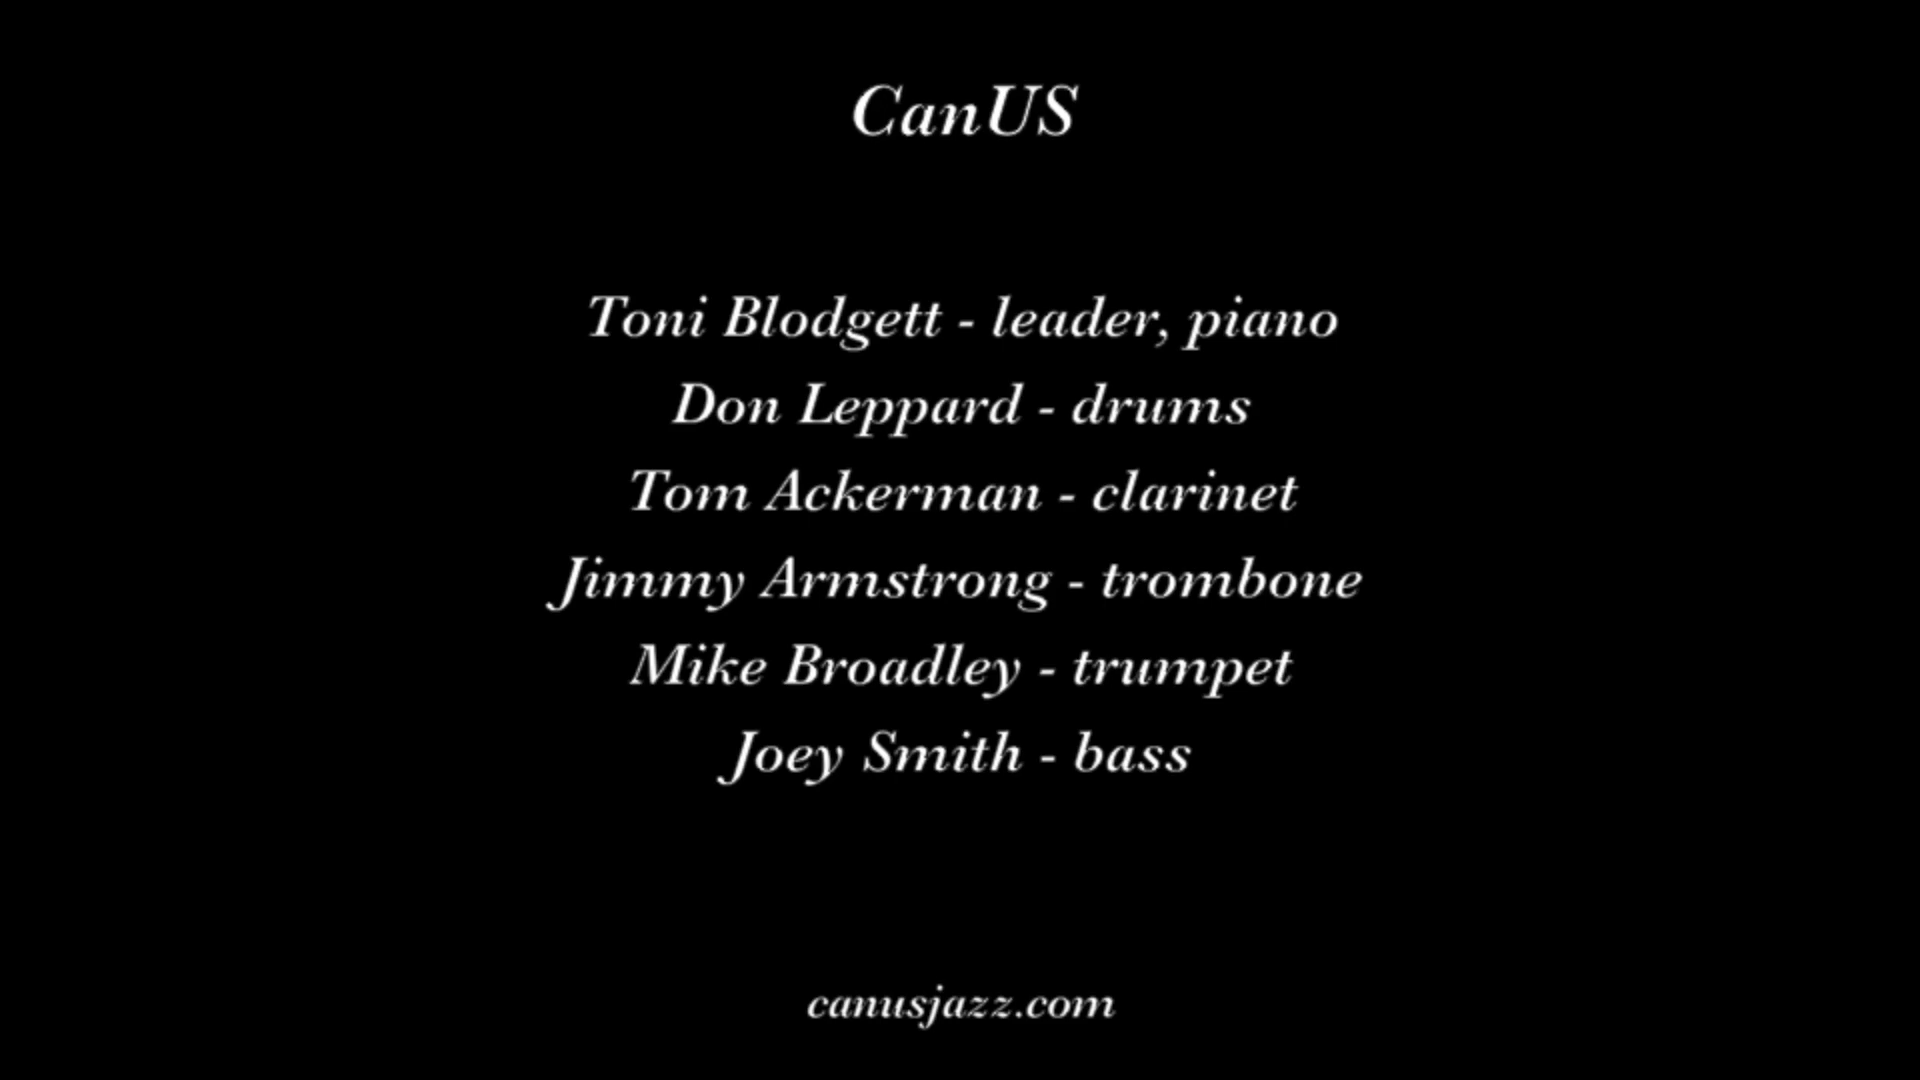 CanUS
Toni Blodgett - leader, piano
Don Leppard - drums
Tom Ackerman - clarinet
Jimmy Armstrong - trombone
Mike Broadley - trumpet
Joey Smith - bass
canusjazz.com